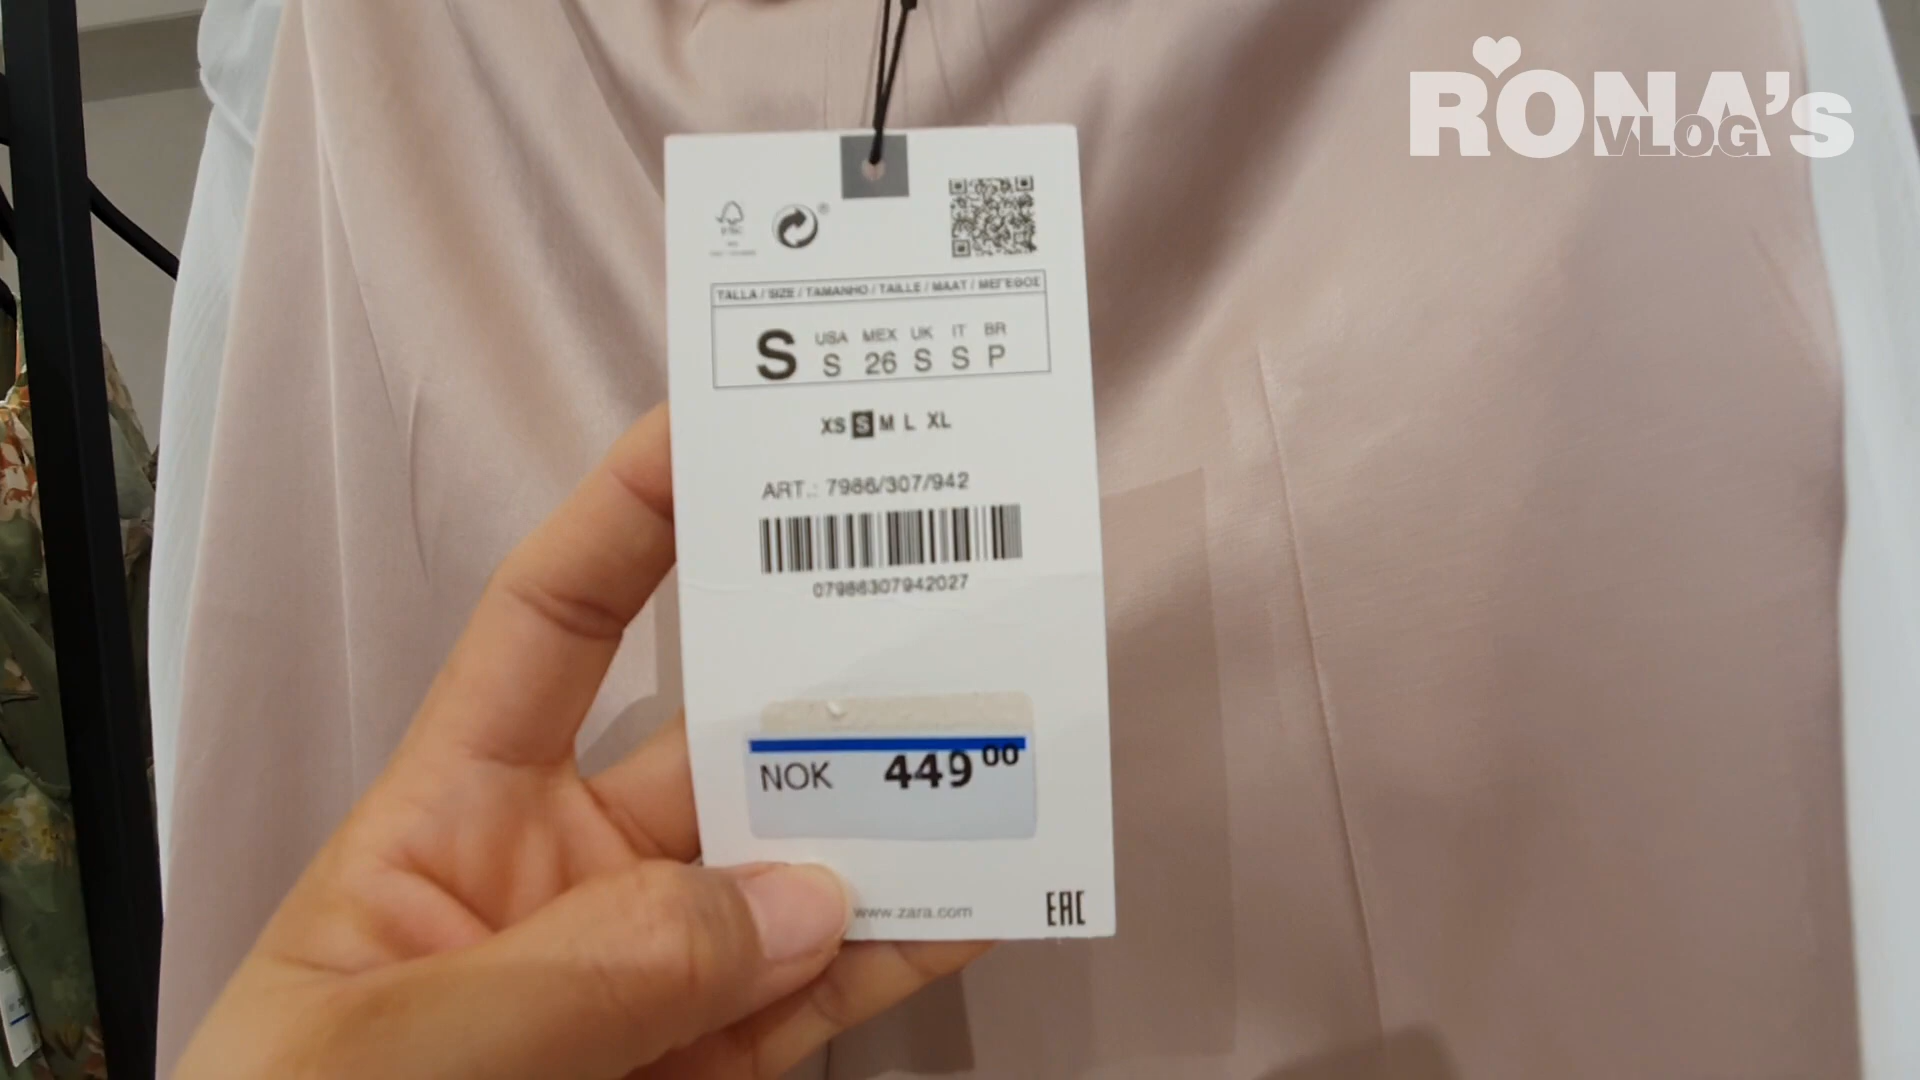 RONA's
VLOG
TALLA / SIZE / TAMANHO / TAILLE / MAAT / ΜΕΓΕΘΟΣ
S
USA MEX UK IT BR
S 26 S S P
XS S M L XL
ART.: 7986/307/942
07986307942027
NOK 449 00
www.zara.com
EAC